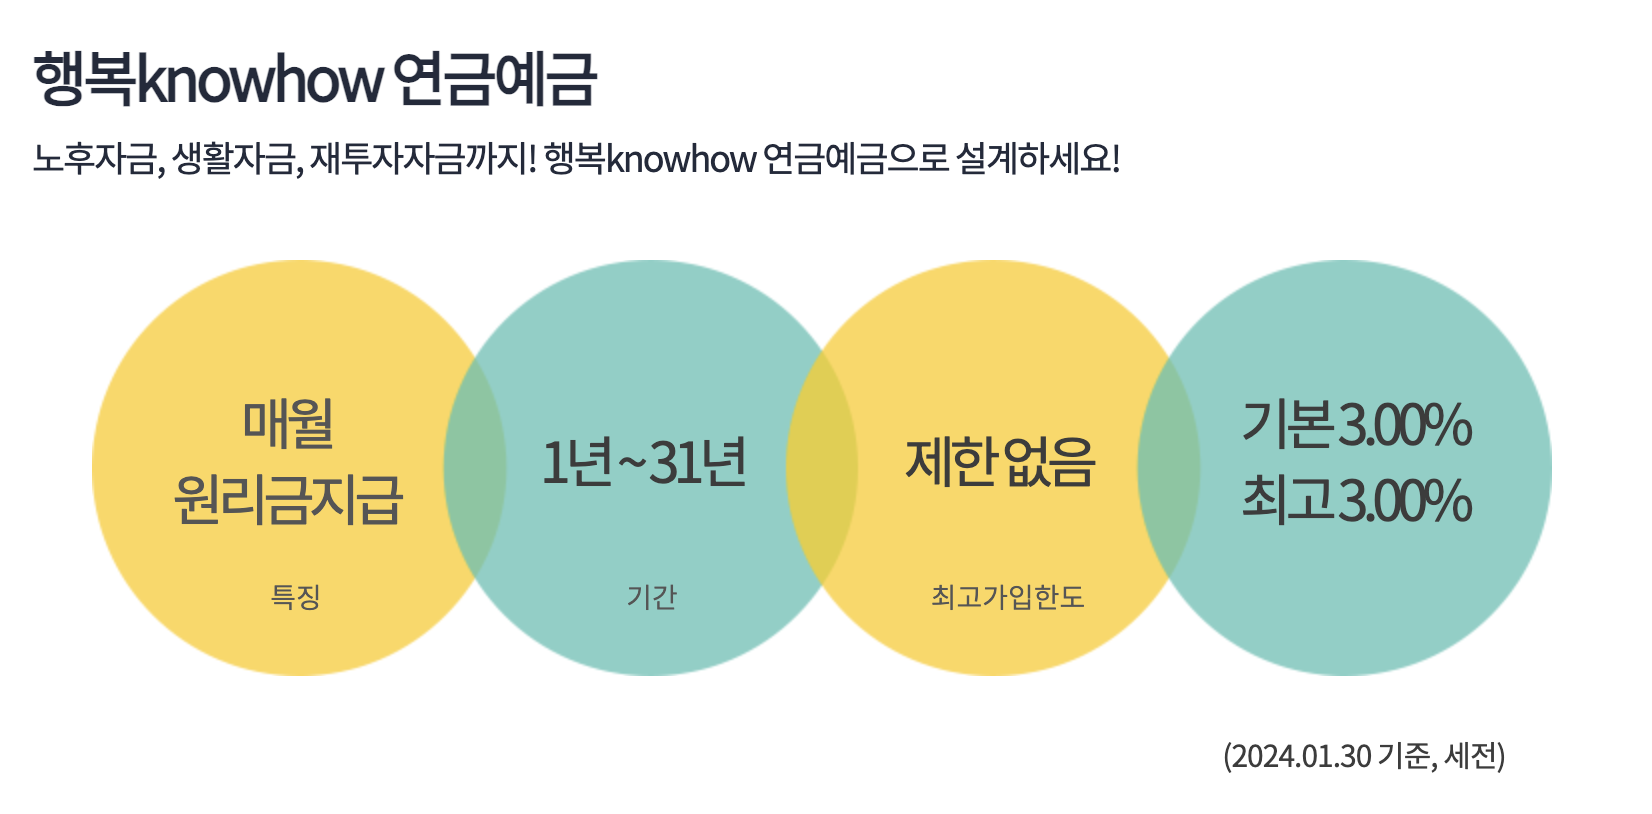 행복knowhow 연금예금
노후자금, 생활자금, 재투자자금까지! 행복knowhow 연금예금으로 설계하세요!
매월
원리금지급
특징
1년 ~ 31년
기간
제한 없음
최고가입한도
기본 3.00%
최고 3.00%
(2024.01.30 기준, 세전)